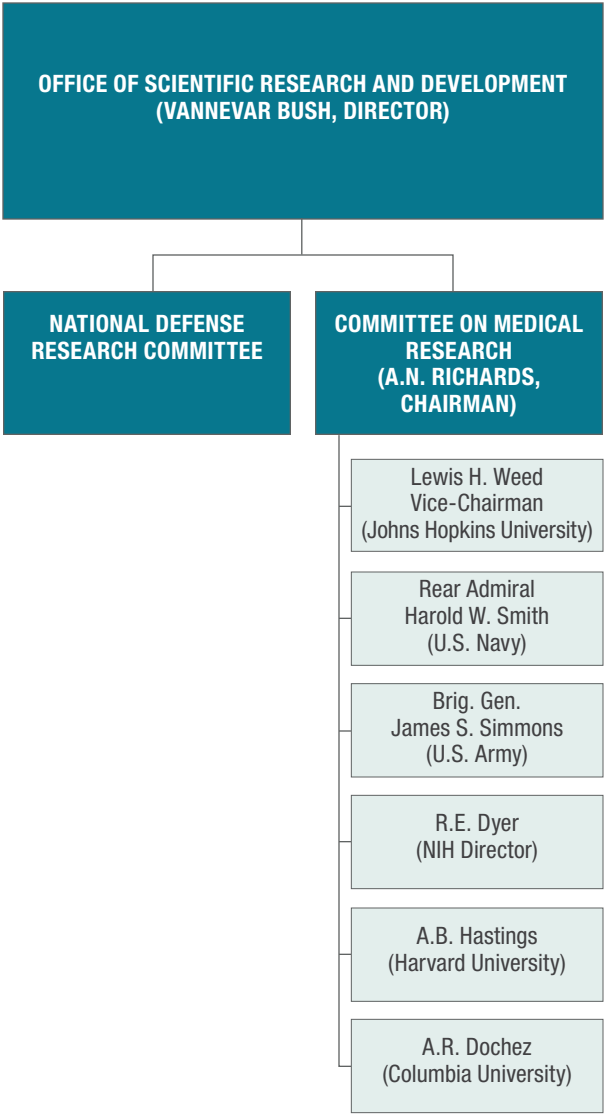 OFFICE OF SCIENTIFIC RESEARCH AND DEVELOPMENT
(VANNEVAR BUSH, DIRECTOR)
NATIONAL DEFENSE
RESEARCH COMMITTEE
COMMITTEE ON MEDICAL
RESEARCH
(A.N. RICHARDS,
CHAIRMAN)
Lewis H. Weed
Vice-Chairman
(Johns Hopkins University)
Rear Admiral
Harold W. Smith
(U.S. Navy)
Brig. Gen.
James S. Simmons
(U.S. Army)
R.E. Dyer
(NIH Director)
A.B. Hastings
(Harvard University)
A.R. Dochez
(Columbia University)